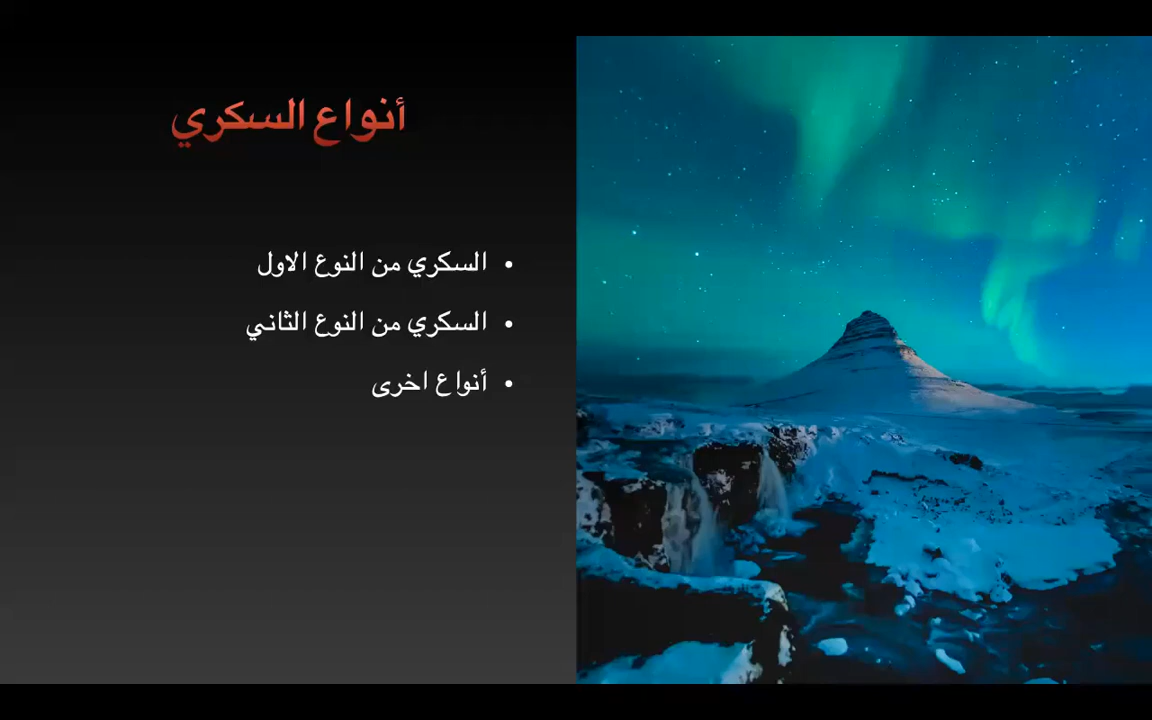 أنواع السكري
• السكري من النوع الاول
• السكري من النوع الثاني
• أنواع اخرى